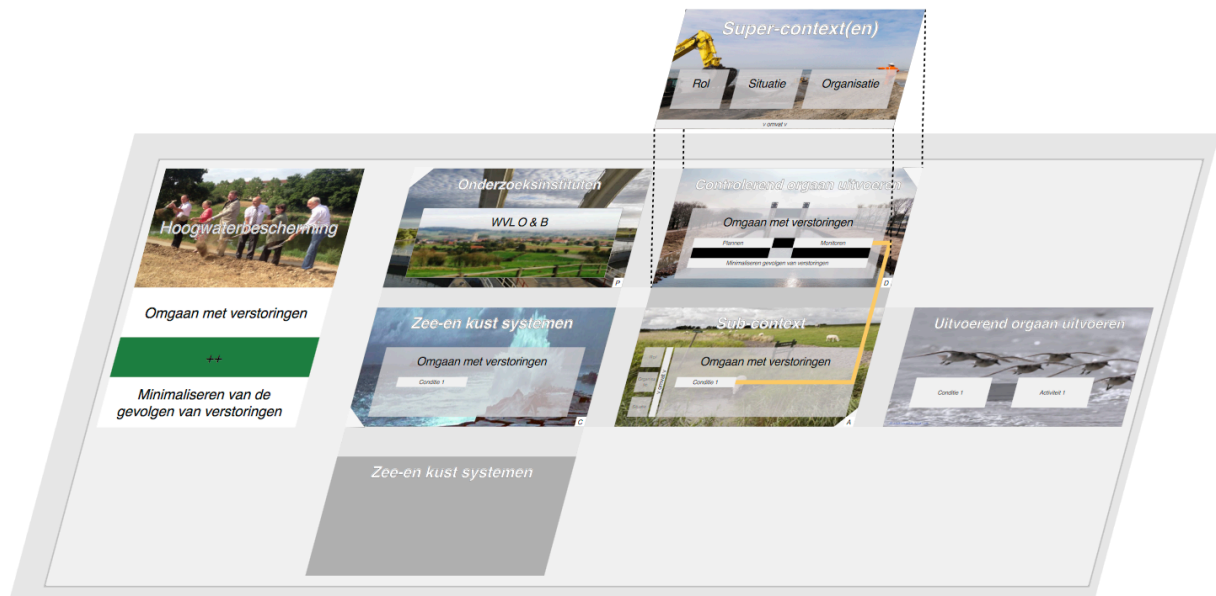 Super-context(en)
Rol
Situatie
Organisatie
« omvat »
Hoogwaterbescherming
Omgaan met verstoringen
++
Minimaliseren van de
gevolgen van verstoringen
Onderzoeksinstituten
WVL O & B
P
Controlerend orgaan uitvoeren
Omgaan met verstoringen
Plannen
Monitoren
Minimaliseren gevolgen van verstoringen
D
Zee-en kust systemen
Omgaan met verstoringen
Conditie 1
C
Sub-context
Omgaan met verstoringen
Conditie 1
A
Uitvoerend orgaan uitvoeren
Conditie 1
Activiteit 1
Zee-en kust systemen